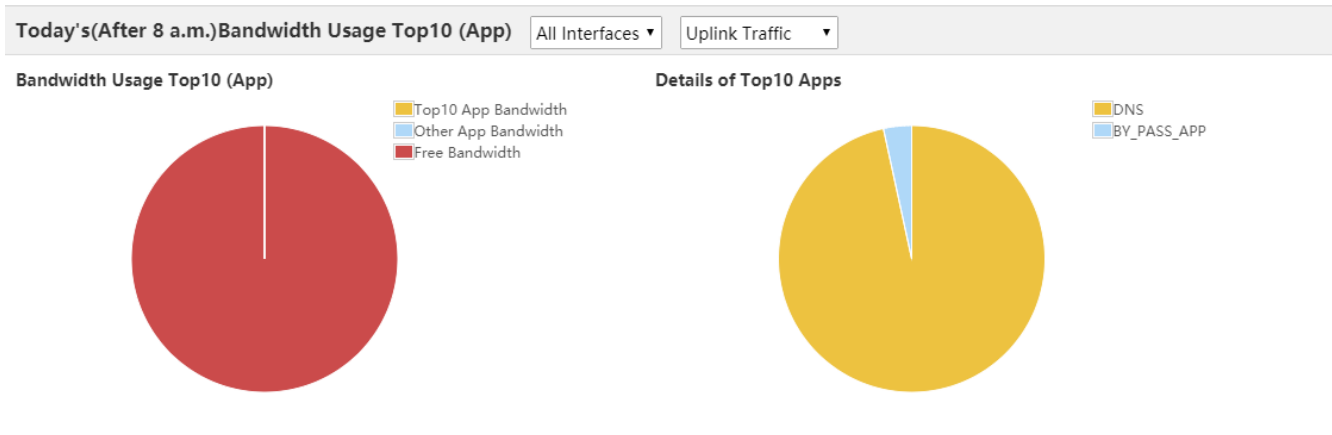 Today's(After 8 a.m.)Bandwidth Usage Top10 (App) All Interfaces Uplink Traffic
Bandwidth Usage Top10 (App)
Top10 App Bandwidth
Other App Bandwidth
Free Bandwidth
Details of Top10 Apps
DNS
BY_PASS_APP